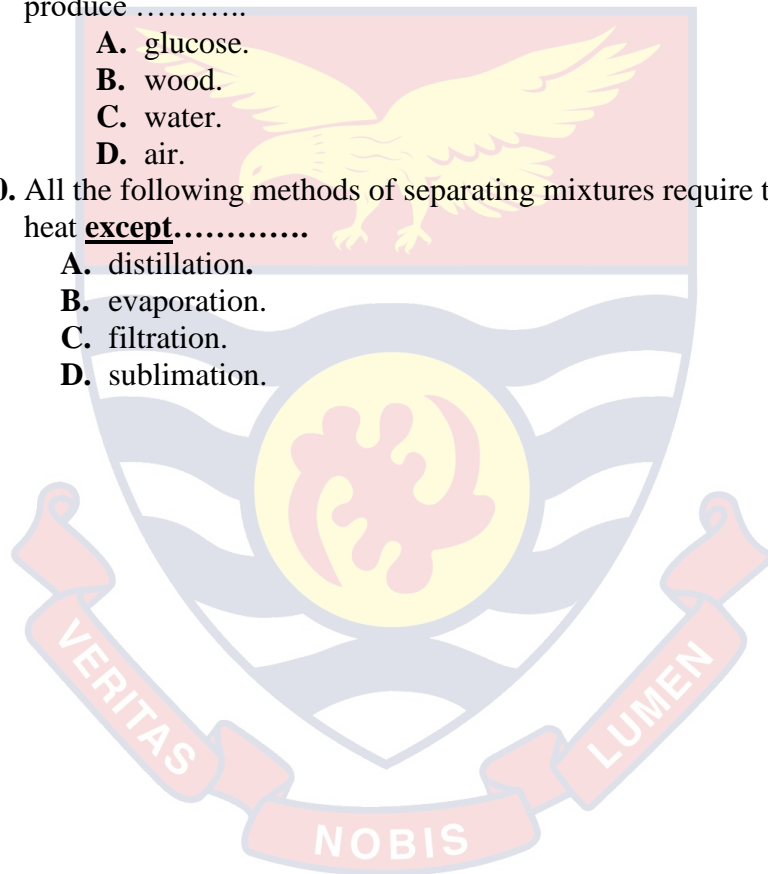 produce ………..
A. glucose.
B. wood.
C. water.
D. air.
0. All the following methods of separating mixtures require t
heat except………….
A. distillation.
B. evaporation.
C. filtration.
D. sublimation.
VERITAS
NOBIS
LUMEN